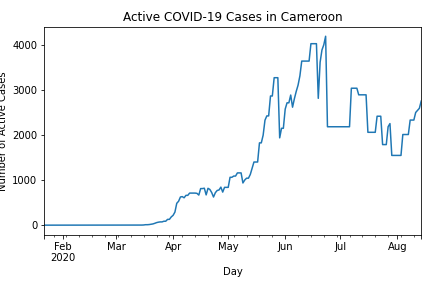 Active COVID-19 Cases in Cameroon
Number of Active Cases
4000
3000
2000
1000
0
Feb Mar Apr May Jun Jul Aug
2020
Day